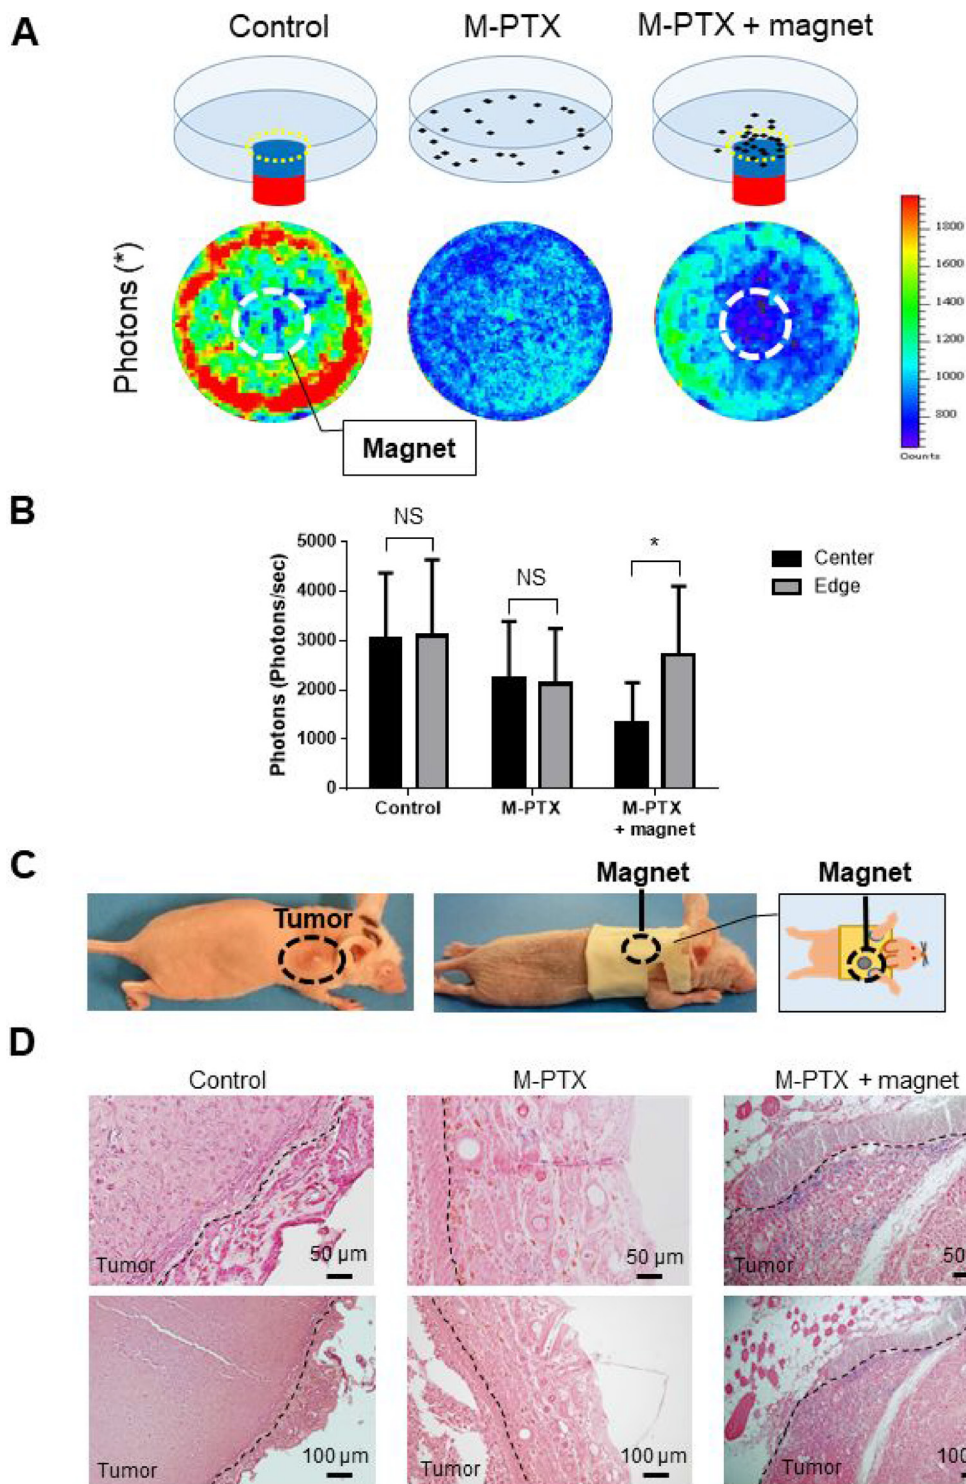 A
Control
M-PTX
M-PTX + magnet
Photons (*)
1800
1600
1400
1200
1000
800
Counts
Magnet
B
NS
NS
*
5000
4000
3000
2000
1000
0
Photons (Photons/sec)
Center
Edge
Control
M-PTX
M-PTX
+ magnet
C
Magnet
Magnet
Tumor
D
Control
M-PTX
M-PTX + magnet
Tumor
50 µm
50 µm
Tumor
50
Tumor
100 µm
100 µm
Tumor
100